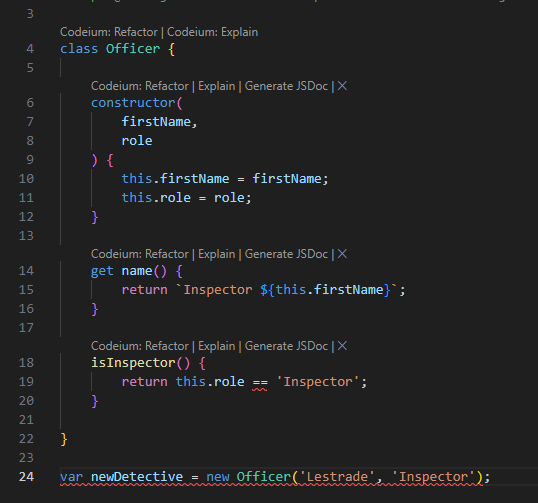 3
Codeium: Refactor | Codeium: Explain
4 class Officer {
5
Codeium: Refactor | Explain | Generate JSDoc | X
6 constructor(
7 firstName,
8 role
9 ) {
10 this.firstName = firstName;
11 this.role = role;
12 }
13
Codeium: Refactor | Explain | Generate JSDoc | X
14 get name() {
15 return `Inspector ${this.firstName}`;
16 }
17
Codeium: Refactor | Explain | Generate JSDoc | X
18 isInspector() {
19 return this.role == 'Inspector';
20 }
21
22 }
23
24 var newDetective = new Officer('Lestrade', 'Inspector');